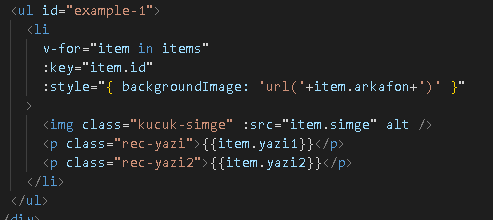 <ul id="example-1">
<li
v-for="item in items"
:key="item.id"
:style="{ backgroundImage: 'url('+item.arkafon+')' }"
>
<img class="kucuk-simge" :src="item.simge" alt />
<p class="rec-yazi">{{item.yazi1}}</p>
<p class="rec-yazi2">{{item.yazi2}}</p>
</li>
</ul>
</div>